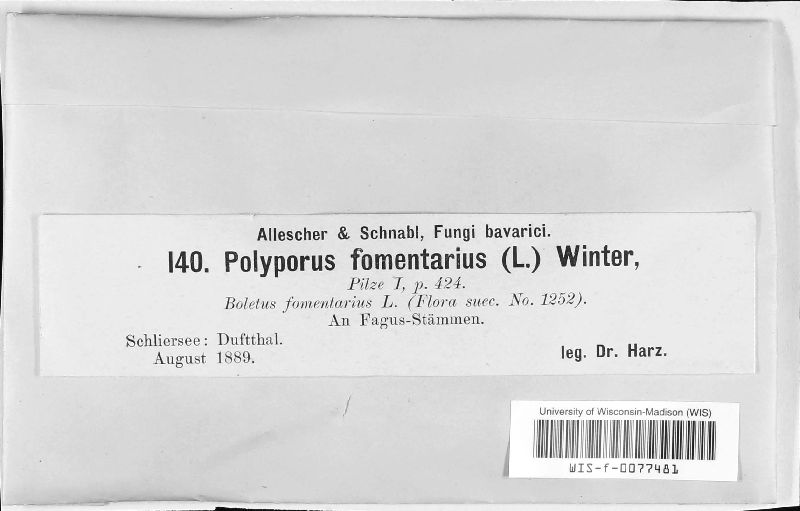 Allescher & Schnabl, Fungi bavarici.
140. Polyporus fomentarius (L.) Winter,
Pilze I, p. 424.
Boletus fomentarius L. (Flora suec. No. 1252).
An Fagus-Stämmen.
Schliersee: Duftthal.
August 1889.
leg. Dr. Harz.
University of Wisconsin-Madison (WIS)
WIS-f-0077481